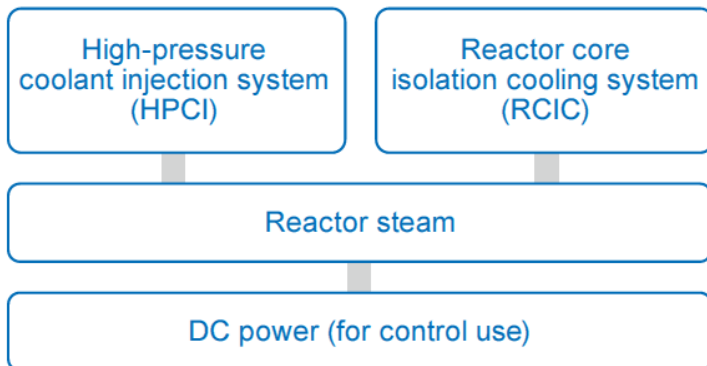 High-pressure
coolant injection system
(HPCI)
Reactor core
isolation cooling system
(RCIC)
Reactor steam
DC power (for control use)